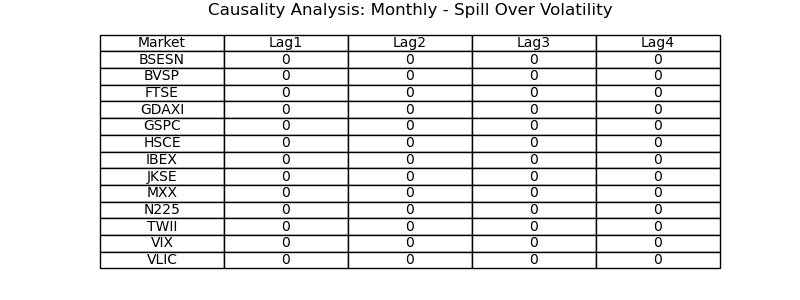 Causality Analysis: Monthly - Spill Over Volatility
Market Lag1 Lag2 Lag3 Lag4
BSESN 0 0 0 0
BVSP 0 0 0 0
FTSE 0 0 0 0
GDAXI 0 0 0 0
GSPC 0 0 0 0
HSCE 0 0 0 0
IBEX 0 0 0 0
JKSE 0 0 0 0
MXX 0 0 0 0
N225 0 0 0 0
TWII 0 0 0 0
VIX 0 0 0 0
VLIC 0 0 0 0